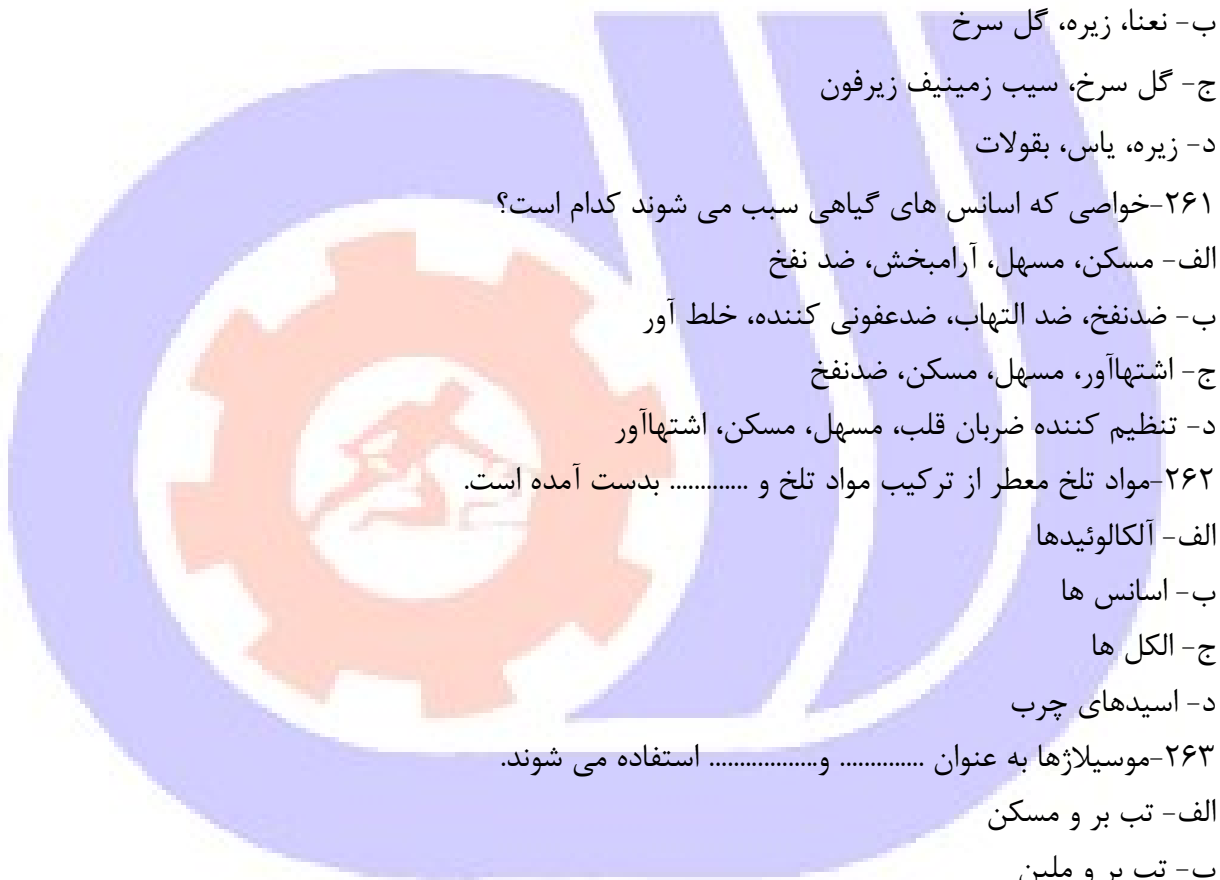 ب- نعنا، زیره، گل سرخ
ج- گل سرخ، سیب زمینیف زیرفون
د- زیره، یاس، بقولات
۲۶۱-خواصی که اسانس های گیاهی سبب می شوند کدام است؟
الف- مسکن، مسهل، آرامبخش، ضد نفخ
ب- ضدنفخ، ضد التهاب، ضدعفونی کننده، خلط آور
ج- اشتهاآور، مسهل، مسکن، ضدنفخ
د- تنظیم کننده ضربان قلب، مسهل، مسکن، اشتهاآور
۲۶۲-مواد تلخ معطر از ترکیب مواد تلخ و ............. بدست آمده است.
الف- آلکالوئیدها
ب- اسانس ها
ج- الکل ها
د- اسیدهای چرب
۲۶۳-موسیلاژها به عنوان .............. و.................. استفاده می شوند.
الف- تب بر و مسکن
ب- تب بر و ملین